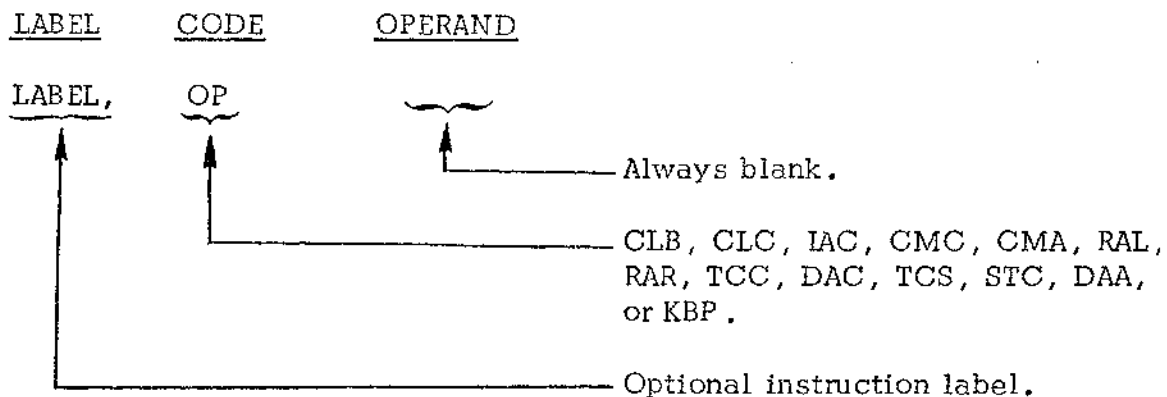 LABEL CODE OPERAND
LABEL, OP
Always blank.
CLB, CLC, IAC, CMC, CMA, RAL,
RAR, TCC, DAC, TCS, STC, DAA,
or KBP.
Optional instruction label.